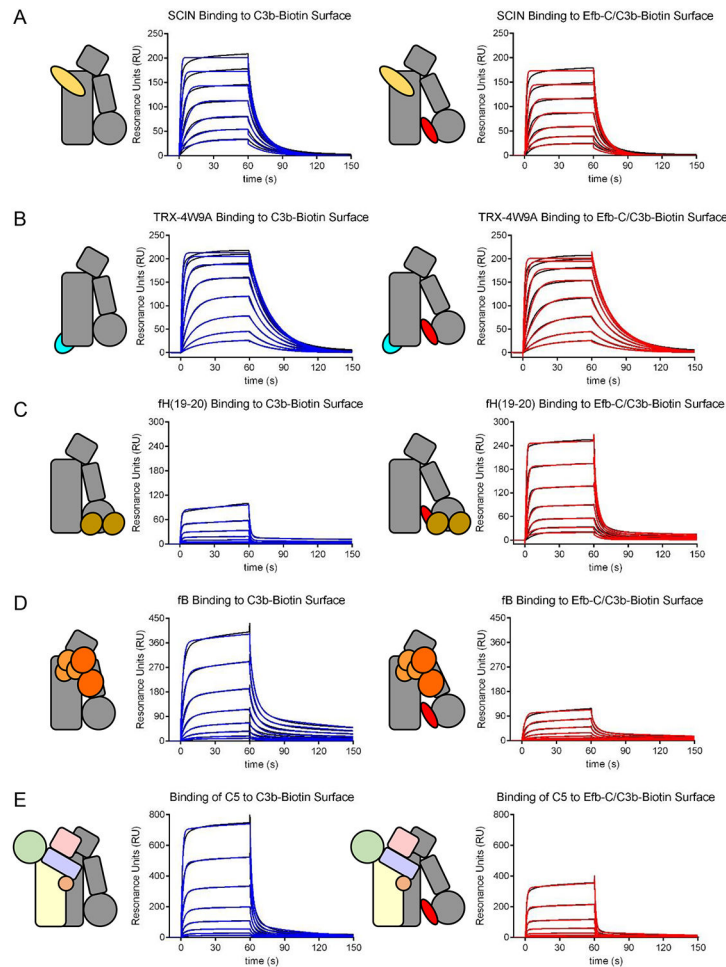 A
SCIN Binding to C3b-Biotin Surface
SCIN Binding to Efb-C/C3b-Biotin Surface
Resonance Units (RU)
250
200
150
100
50
0
0 30 60 90 120 150
time (s)
Resonance Units (RU)
250
200
150
100
50
0
0 30 60 90 120 150
time (s)
B
TRX-4W9A Binding to C3b-Biotin Surface
TRX-4W9A Binding to Efb-C/C3b-Biotin Surface
Resonance Units (RU)
250
200
150
100
50
0
0 30 60 90 120 150
time (s)
Resonance Units (RU)
250
200
150
100
50
0
0 30 60 90 120 150
time (s)
C
fH(19-20) Binding to C3b-Biotin Surface
fH(19-20) Binding to Efb-C/C3b-Biotin Surface
Resonance Units (RU)
300
240
180
120
60
0
0 30 60 90 120 150
time (s)
Resonance Units (RU)
300
240
180
120
60
0
0 30 60 90 120 150
time (s)
D
fB Binding to C3b-Biotin Surface
fB Binding to Efb-C/C3b-Biotin Surface
Resonance Units (RU)
450
360
270
180
90
0
0 30 60 90 120 150
time (s)
Resonance Units (RU)
450
360
270
180
90
0
0 30 60 90 120 150
time (s)
E
Binding of C5 to C3b-Biotin Surface
Binding of C5 to Efb-C/C3b-Biotin Surface
Resonance Units (RU)
800
600
400
200
0
0 30 60 90 120 150
time (s)
Resonance Units (RU)
800
600
400
200
0
0 30 60 90 120 150
time (s)